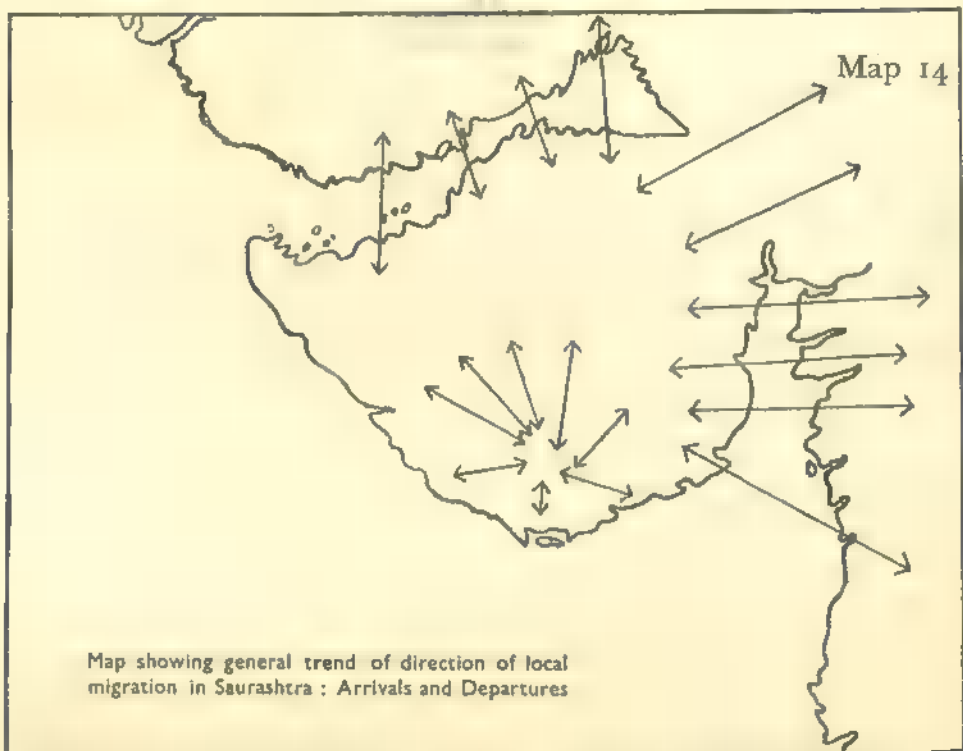 Map 14
Map showing general trend of direction of local
migration in Saurashtra : Arrivals and Departures